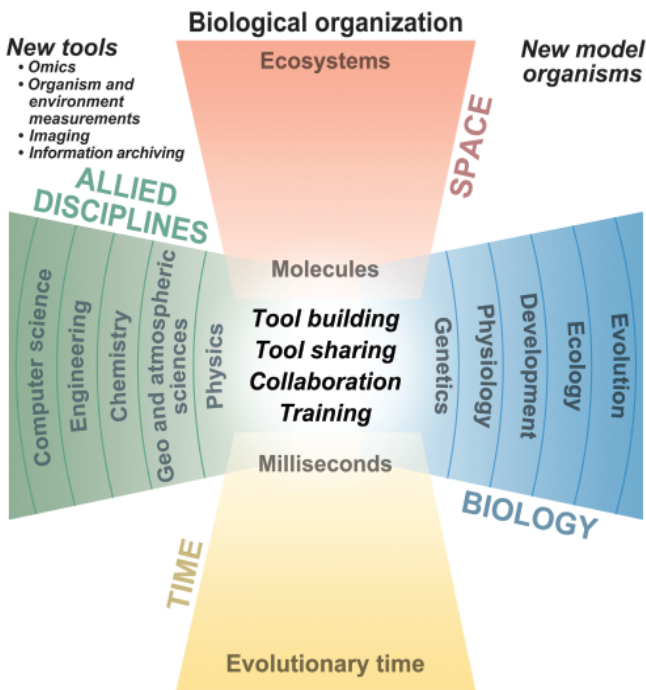 Biological organization
New tools
• Omics
• Organism and
environment
measurements
• Imaging
• Information archiving
Ecosystems
New model
organisms
SPACE
ALLIED
DISCIPLINES
Molecules
Computer science
Engineering
Chemistry
Geo and atmospheric
sciences
Physics
Tool building
Tool sharing
Collaboration
Training
Genetics
Physiology
Development
Ecology
Evolution
Milliseconds
BIOLOGY
TIME
Evolutionary time